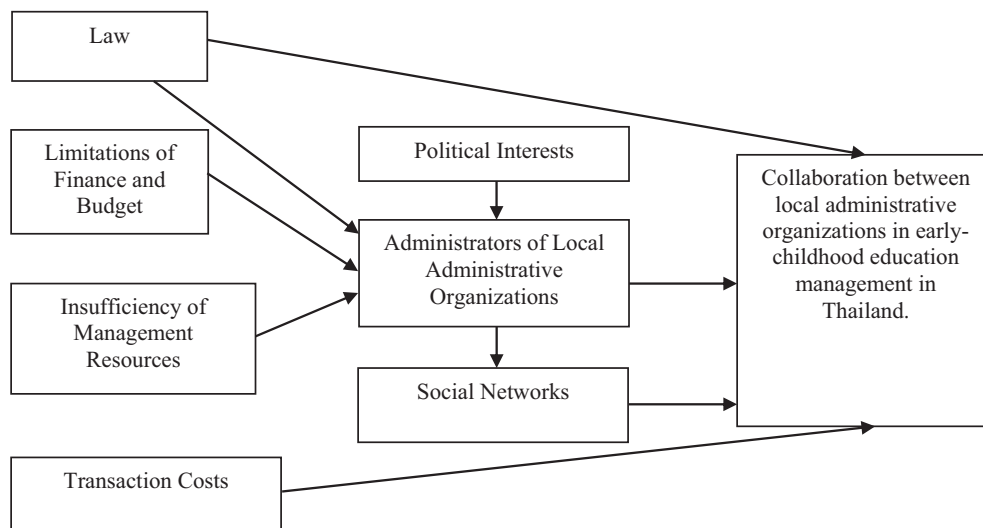 Law
Limitations of
Finance and
Budget
Insufficiency of
Management
Resources
Transaction Costs
Political Interests
Administrators of Local
Administrative
Organizations
Social Networks
Collaboration between
local administrative
organizations in early-
childhood education
management in
Thailand.